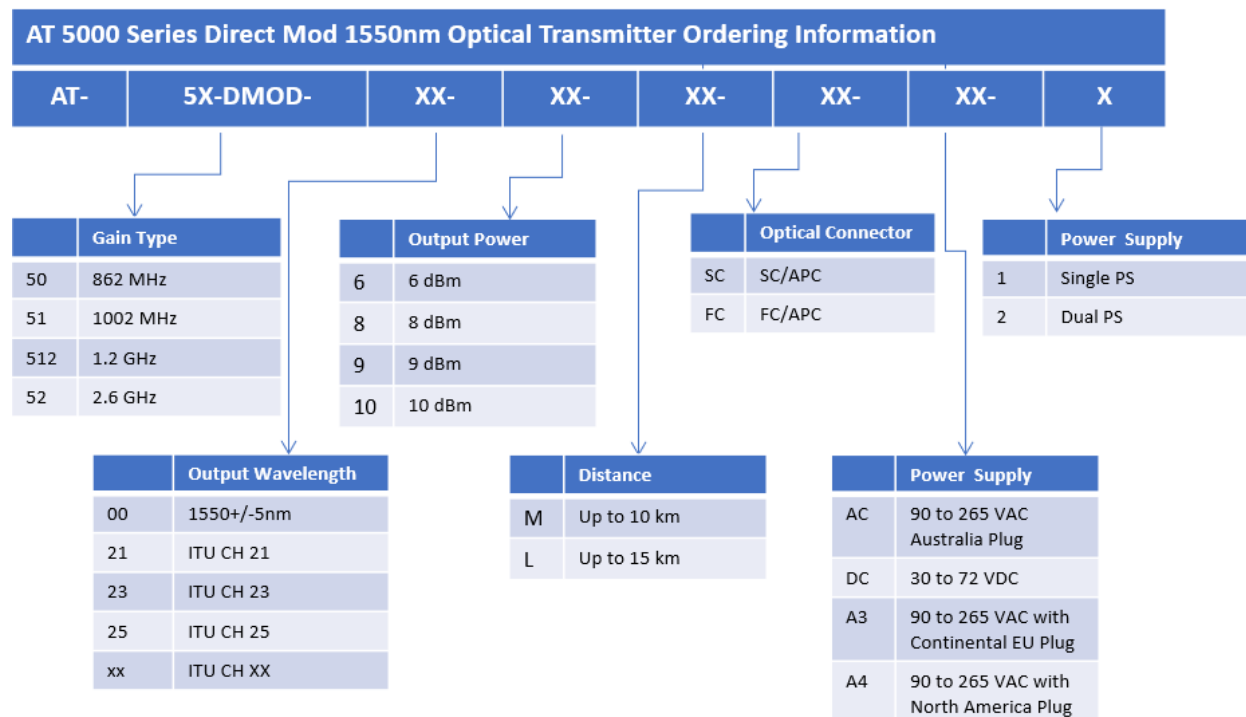 AT 5000 Series Direct Mod 1550nm Optical Transmitter Ordering Information
AT- 5X-DMOD- XX- XX- XX- XX- XX- X
Gain Type
50 862 MHz
51 1002 MHz
512 1.2 GHz
52 2.6 GHz
Output Power
6 6 dBm
8 8 dBm
9 9 dBm
10 10 dBm
Optical Connector
SC SC/APC
FC FC/APC
Power Supply
1 Single PS
2 Dual PS
Output Wavelength
00 1550+/-5nm
21 ITU CH 21
23 ITU CH 23
25 ITU CH 25
xx ITU CH XX
Distance
M Up to 10 km
L Up to 15 km
Power Supply
AC 90 to 265 VAC
Australia Plug
DC 30 to 72 VDC
A3 90 to 265 VAC with
Continental EU Plug
A4 90 to 265 VAC with
North America Plug